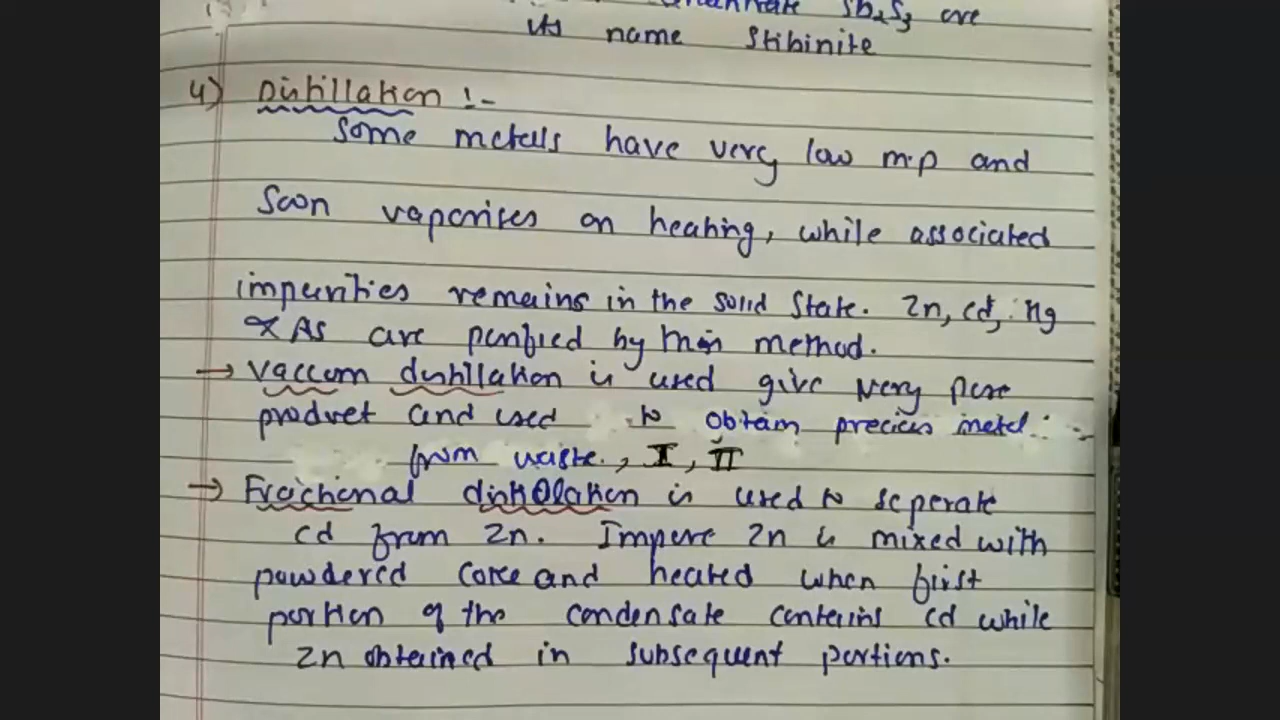 Sb2S3 are
its name Stibinite
4) Distillation :-
Some metals have very low m.p and
Soon vaporises on heating, while associated
impurities remains in the solid State. Zn, Cd, Hg
& As are purified by this method.
→ Vaccum distillation is used give very pure
product and used to obtain precious metal
from waste., I, II
→ Fractional distillation is used to seperate
Cd from Zn. Impure Zn is mixed with
powdered coke and heated when first
portion of the condensate contains Cd while
Zn obtained in subsequent portions.